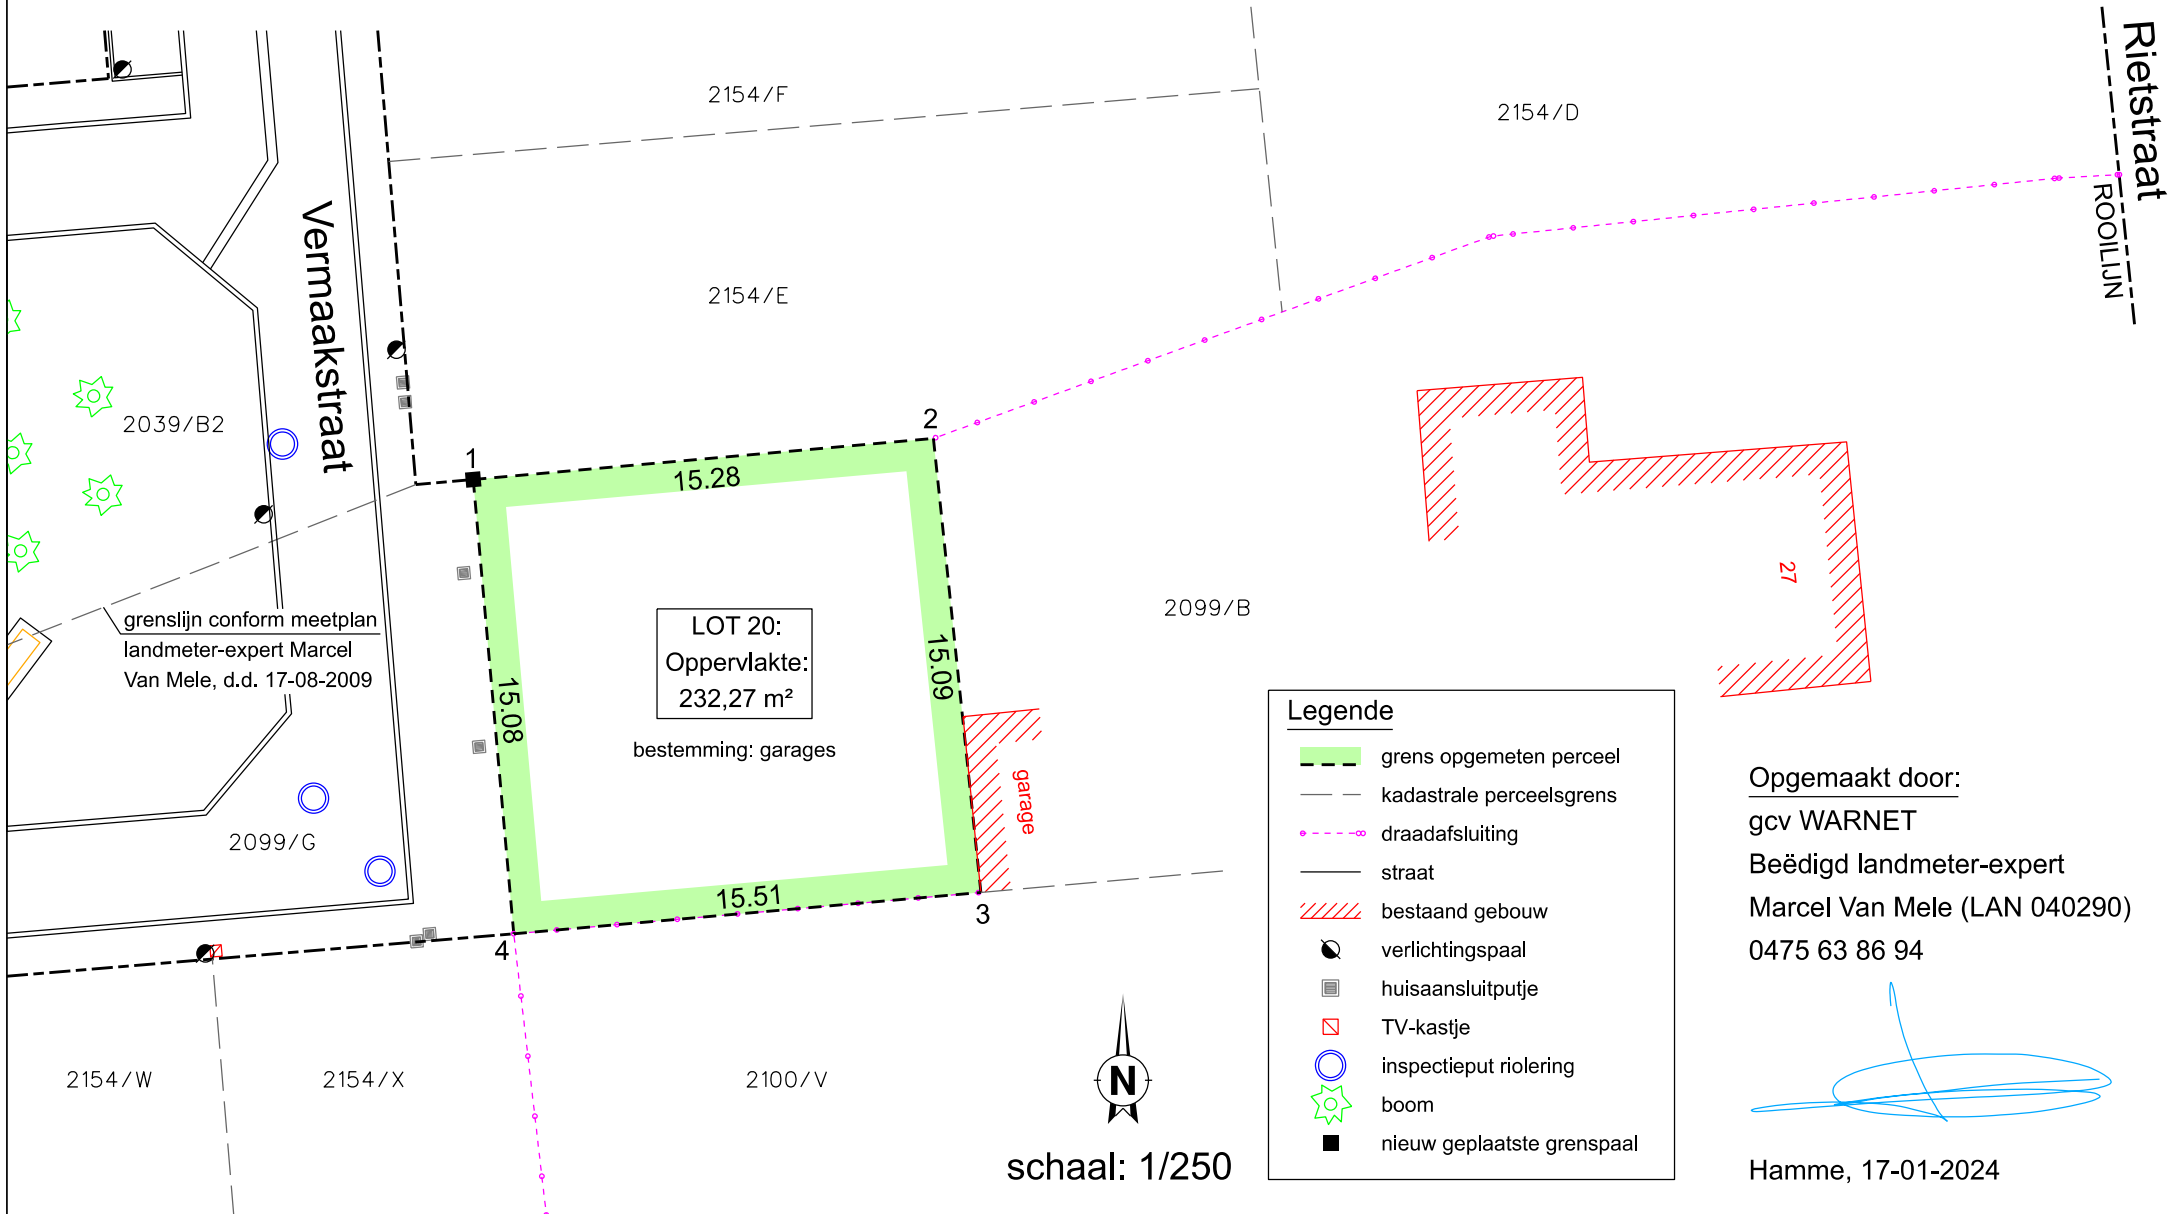 Rietstraat
ROOILIJN
2154/F
2154/D
Vermaakstraat
2154/E
2039/B2
1
2
15.28
15.09
15.08
15.51
3
4
LOT 20:
Oppervlakte:
232,27 m²
bestemming: garages
2099/B
27
garage
grenslijn conform meetplan
landmeter-expert Marcel
Van Mele, d.d. 17-08-2009
2099/G
2154/W
2154/X
2100/V
N
schaal: 1/250
Legende
grens opgemeten perceel
kadastrale perceelsgrens
draadafsluiting
straat
bestaand gebouw
verlichtingspaal
huisaansluitputje
TV-kastje
inspectieput riolering
boom
nieuw geplaatste grenspaal
Opgemaakt door:
gcv WARNET
Beëdigd landmeter-expert
Marcel Van Mele (LAN 040290)
0475 63 86 94
Hamme, 17-01-2024